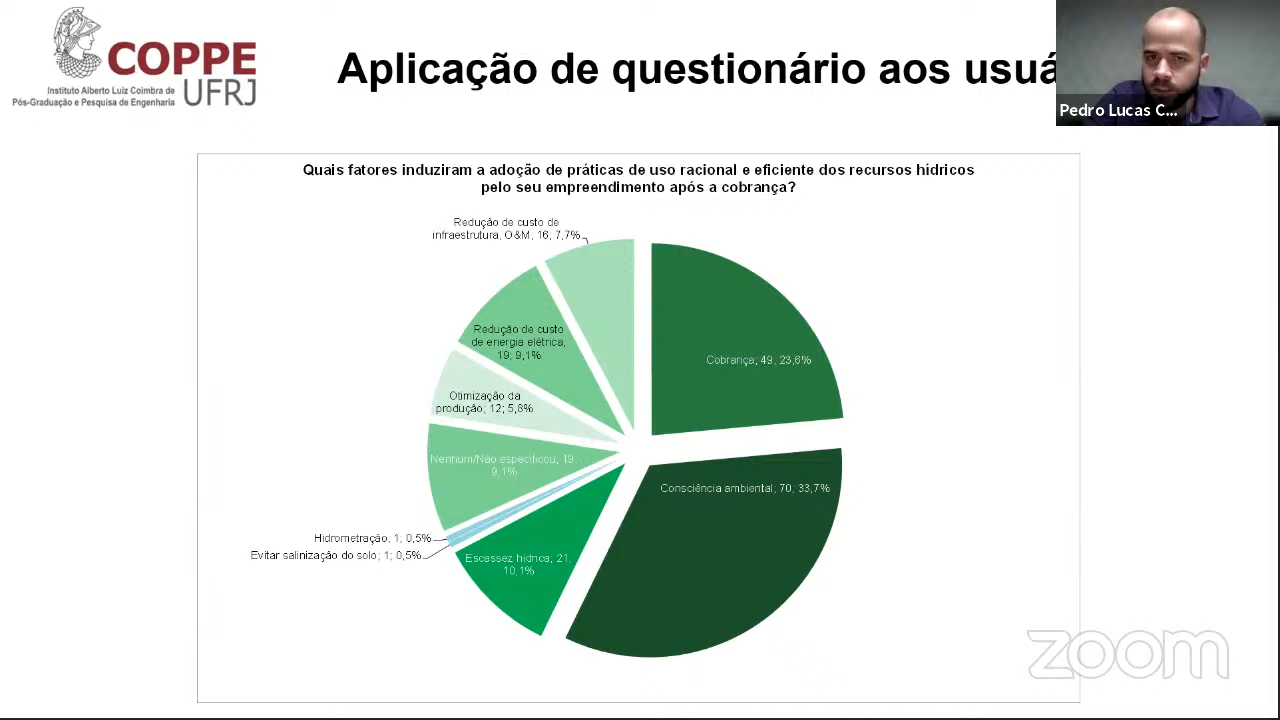 COPPE
UFRJ
Instituto Alberto Luiz Coimbra de
Pós-Graduação e Pesquisa de Engenharia
Aplicação de questionário aos usuá
Pedro Lucas C...
Quais fatores induziram a adoção de práticas de uso racional e eficiente dos recursos hídricos
pelo seu empreendimento após a cobrança?
Redução de custo de
infraestrutura, O&M; 16; 7,7%
Redução de custo
de energia elétrica;
19; 9,1%
Cobrança; 49; 23,6%
Otimização da
produção; 12; 5,8%
Nenhum/Não especificou; 19;
9,1%
Consciência ambiental; 70; 33,7%
Hidrometração; 1; 0,5%
Evitar salinização do solo; 1; 0,5%
Escassez hídrica; 21;
10,1%
zoom